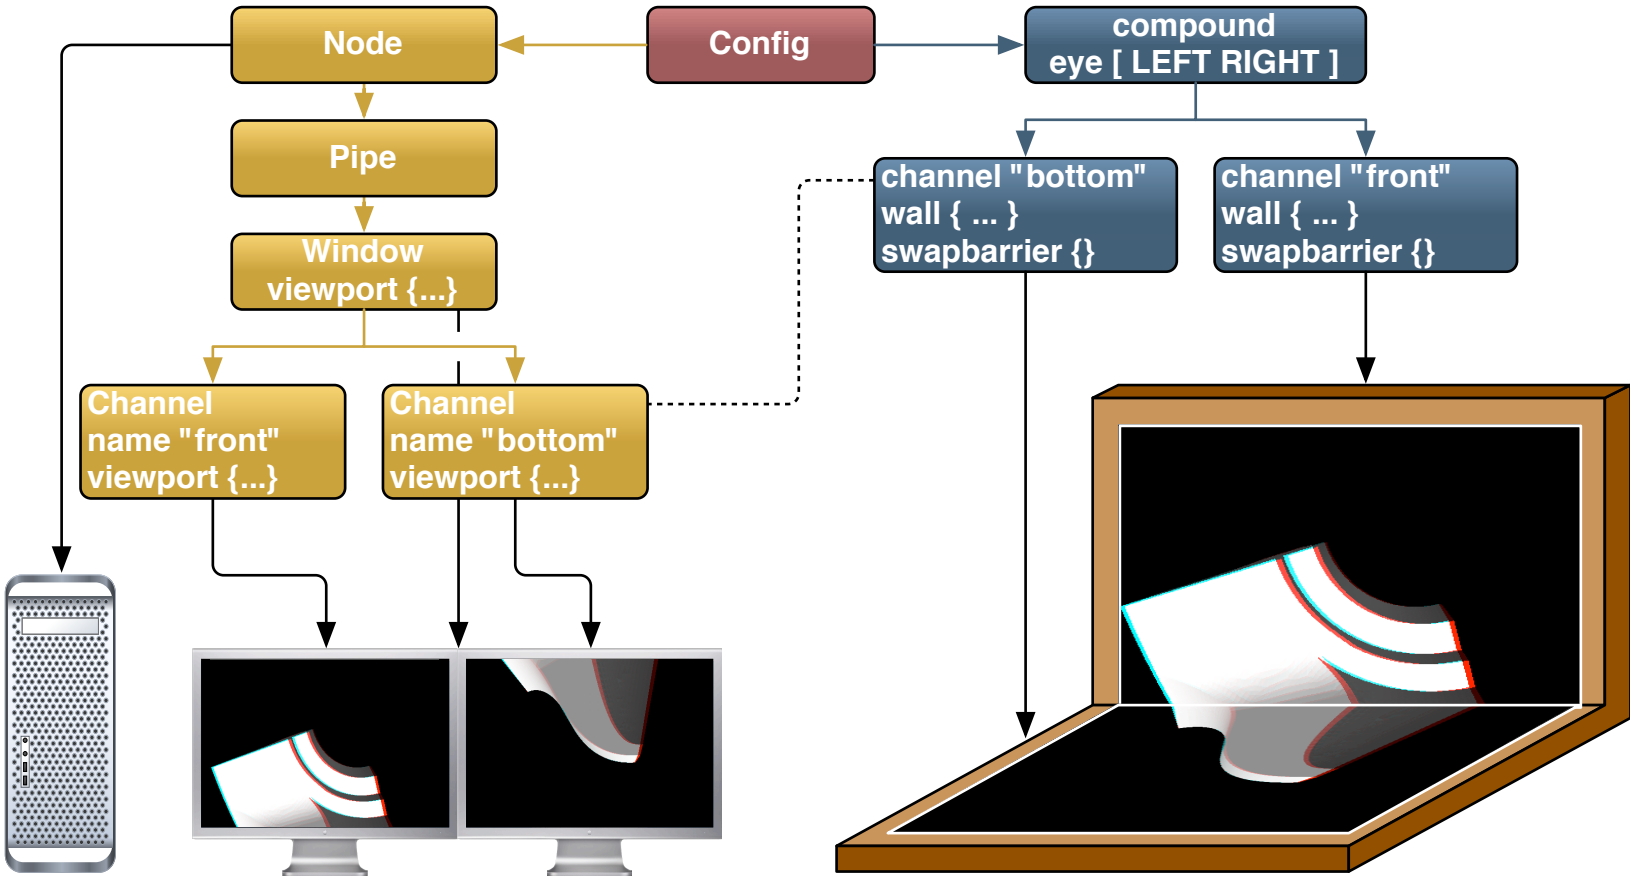 Node
Config
compound
eye [ LEFT RIGHT ]
Pipe
channel "bottom"
wall { ... }
swapbarrier {}
channel "front"
wall { ... }
swapbarrier {}
Window
viewport {...}
Channel
name "front"
viewport {...}
Channel
name "bottom"
viewport {...}